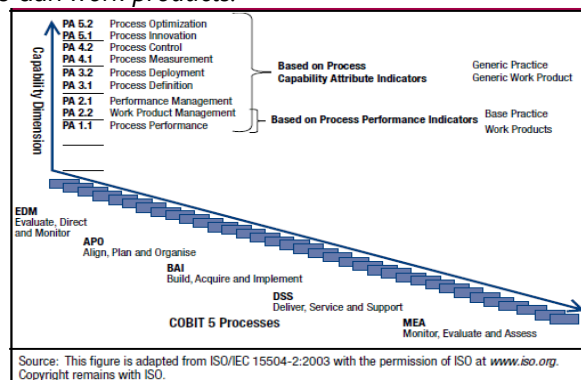 dan work products.
PA 5.2 Process Optimization
PA 5.1 Process Innovation
PA 4.2 Process Control
PA 4.1 Process Measurement
PA 3.2 Process Deployment
PA 3.1 Process Definition
PA 2.1 Performance Management
PA 2.2 Work Product Management
PA 1.1 Process Performance
Capability Dimension
Based on Process
Capability Attribute Indicators
Generic Practice
Generic Work Product
Based on Process Performance Indicators
Base Practice
Work Products
EDM
Evaluate, Direct
and Monitor
APO
Align, Plan and Organise
BAI
Build, Acquire and Implement
DSS
Deliver, Service and Support
MEA
Monitor, Evaluate and Assess
COBIT 5 Processes
Source: This figure is adapted from ISO/IEC 15504-2:2003 with the permission of ISO at www.iso.org.
Copyright remains with ISO.